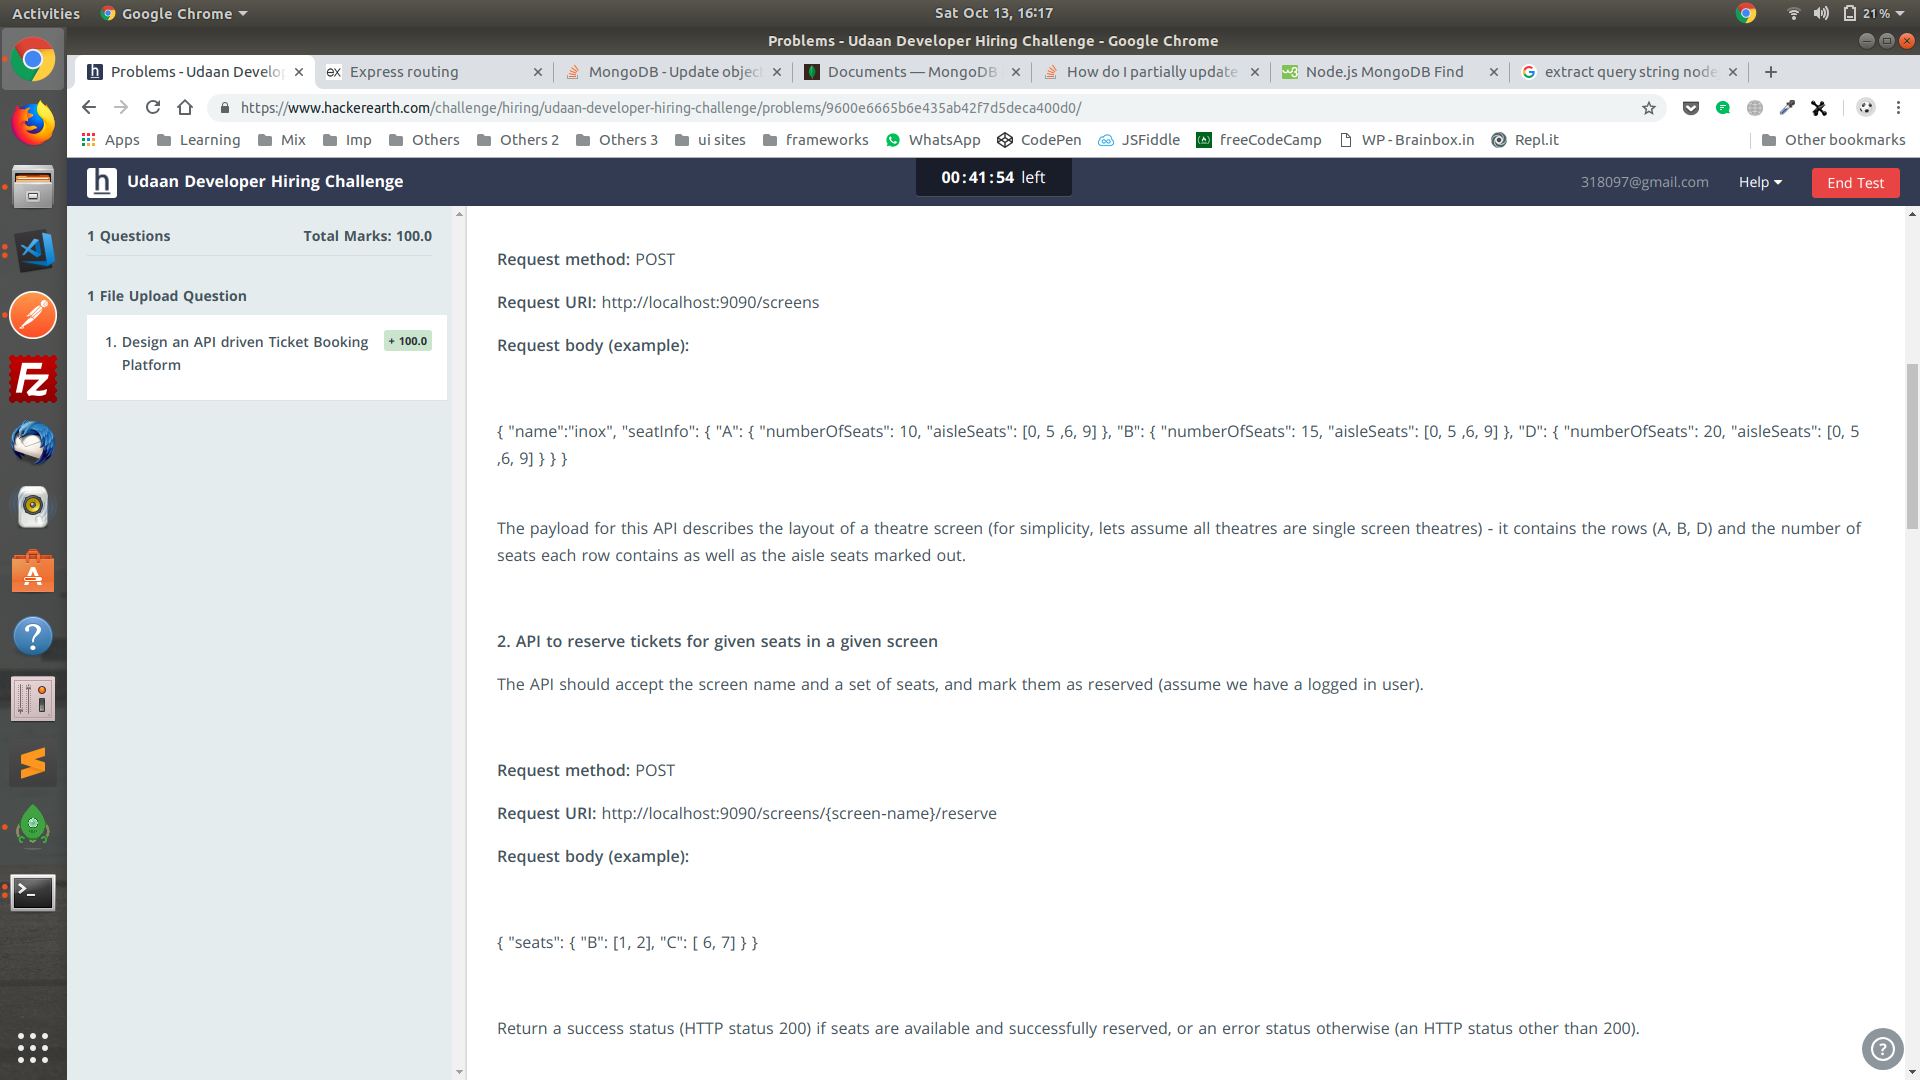 Activities
Google Chrome
Sat Oct 13, 16:17
21 %
Problems - Udaan Developer Hiring Challenge - Google Chrome
Problems - Udaan Develop
ex Express routing
MongoDB - Update object
Documents — MongoDB
How do I partially update
Node.js MongoDB Find
extract query string node
https://www.hackerearth.com/challenge/hiring/udaan-developer-hiring-challenge/problems/9600e6665b6e435ab42f7d5deca400d0/
Apps Learning Mix Imp Others Others 2 Others 3 ui sites frameworks WhatsApp CodePen JSFiddle freeCodeCamp WP - Brainbox.in Repl.it Other bookmarks
h Udaan Developer Hiring Challenge
00:41:54 left
318097@gmail.com
Help
End Test
1 Questions
Total Marks: 100.0
1 File Upload Question
1. Design an API driven Ticket Booking
Platform
+ 100.0
Request method: POST
Request URI: http://localhost:9090/screens
Request body (example):
{ "name":"inox", "seatInfo": { "A": { "numberOfSeats": 10, "aisleSeats": [0, 5 ,6, 9] }, "B": { "numberOfSeats": 15, "aisleSeats": [0, 5 ,6, 9] }, "D": { "numberOfSeats": 20, "aisleSeats": [0, 5
,6, 9] } } }
The payload for this API describes the layout of a theatre screen (for simplicity, lets assume all theatres are single screen theatres) - it contains the rows (A, B, D) and the number of
seats each row contains as well as the aisle seats marked out.
2. API to reserve tickets for given seats in a given screen
The API should accept the screen name and a set of seats, and mark them as reserved (assume we have a logged in user).
Request method: POST
Request URI: http://localhost:9090/screens/{screen-name}/reserve
Request body (example):
{ "seats": { "B": [1, 2], "C": [ 6, 7] } }
Return a success status (HTTP status 200) if seats are available and successfully reserved, or an error status otherwise (an HTTP status other than 200).